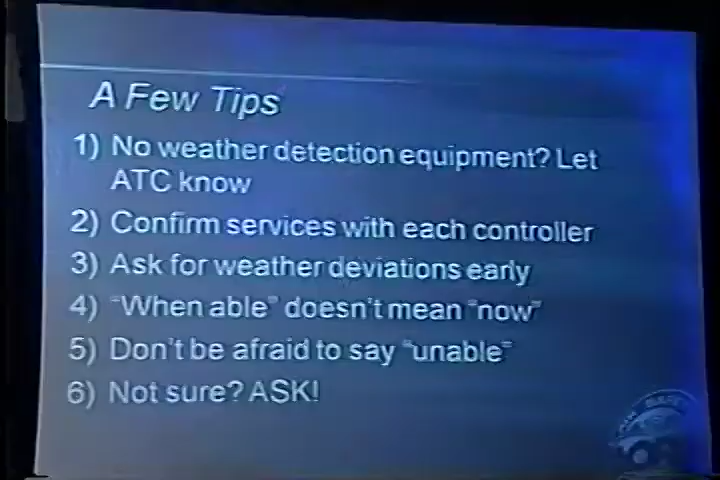 A Few Tips
1) No weather detection equipment? Let
ATC know
2) Confirm services with each controller
3) Ask for weather deviations early
4) "When able" doesn't mean "now"
5) Don't be afraid to say "unable"
6) Not sure? ASK!